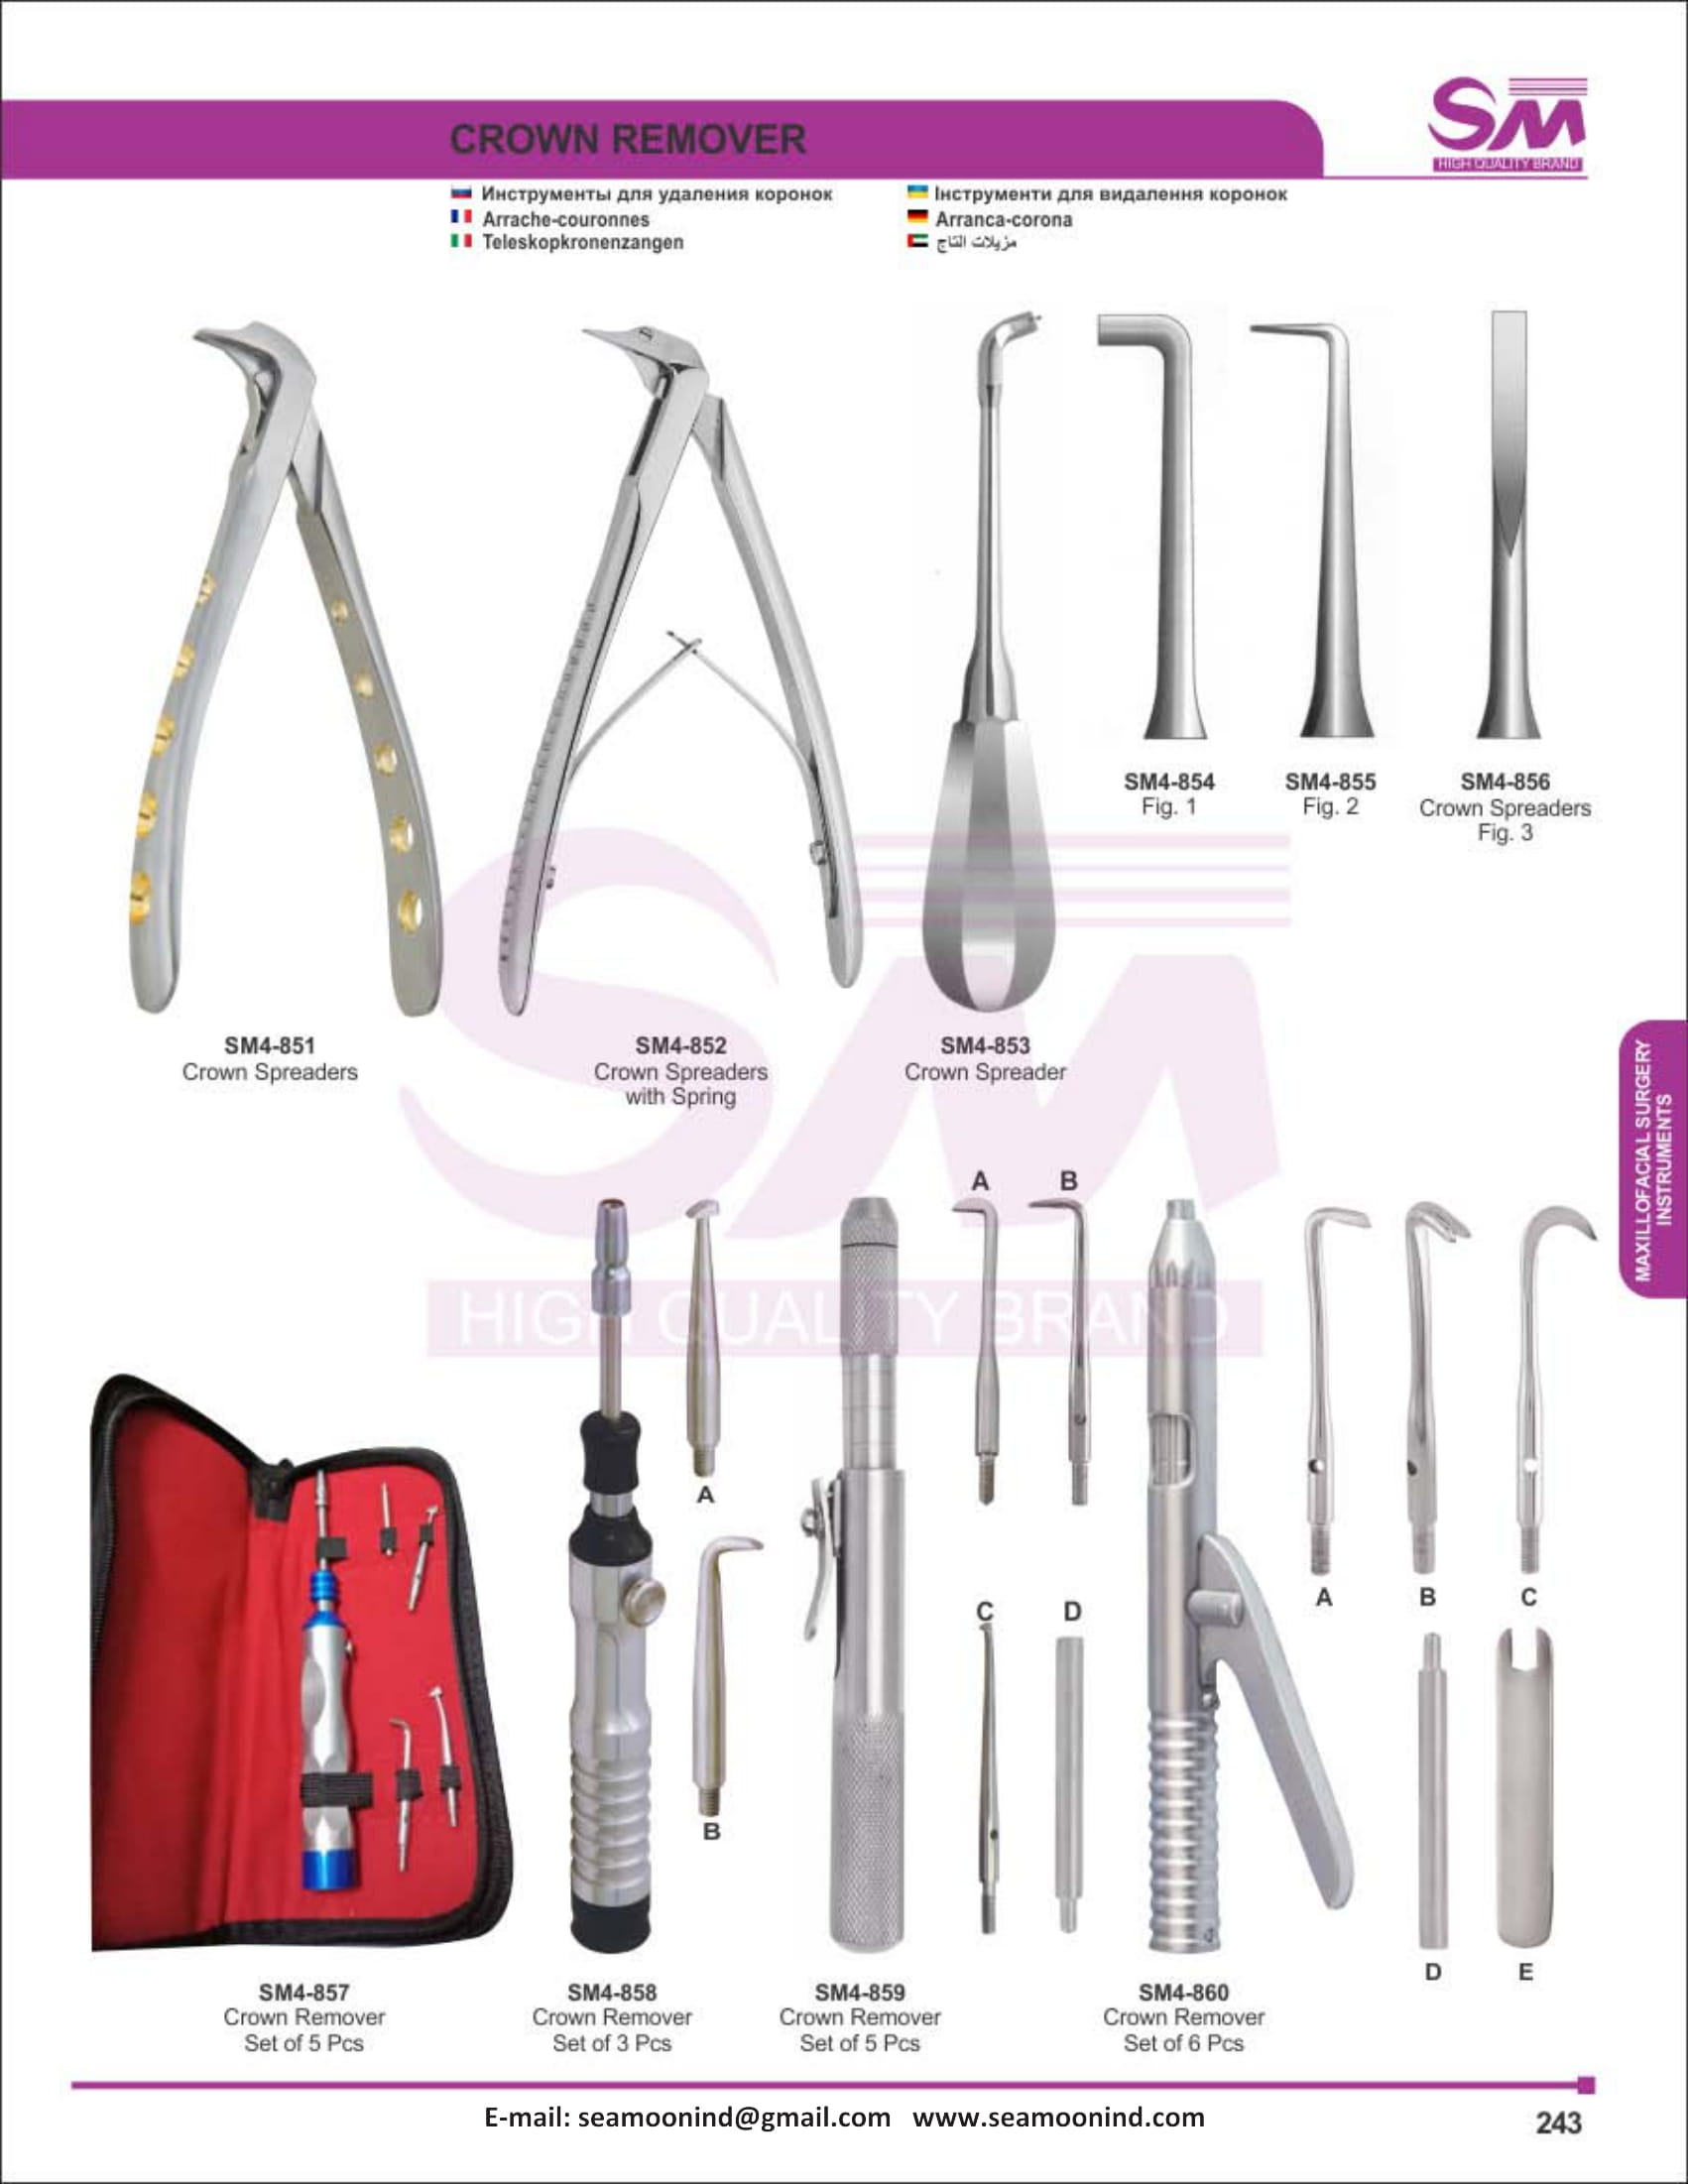 SM
HIGH QUALITY BRAND
CROWN REMOVER
Инструменты для удаления коронок
Arrache-couronnes
Teleskopkronenzangen
Інструменти для видалення коронок
Arranca-corona
مزيلات التاج
SM4-854
Fig. 1
SM4-855
Fig. 2
SM4-856
Crown Spreaders
Fig. 3
SM4-851
Crown Spreaders
SM4-852
Crown Spreaders
with Spring
SM4-853
Crown Spreader
MAXILLOFACIAL SURGERY
INSTRUMENTS
SM
HIGH QUALITY BRAND
A
B
A
B
C
D
A
B
C
D
E
SM4-857
Crown Remover
Set of 5 Pcs
SM4-858
Crown Remover
Set of 3 Pcs
SM4-859
Crown Remover
Set of 5 Pcs
SM4-860
Crown Remover
Set of 6 Pcs
E-mail: seamoonind@gmail.com www.seamoonind.com
243